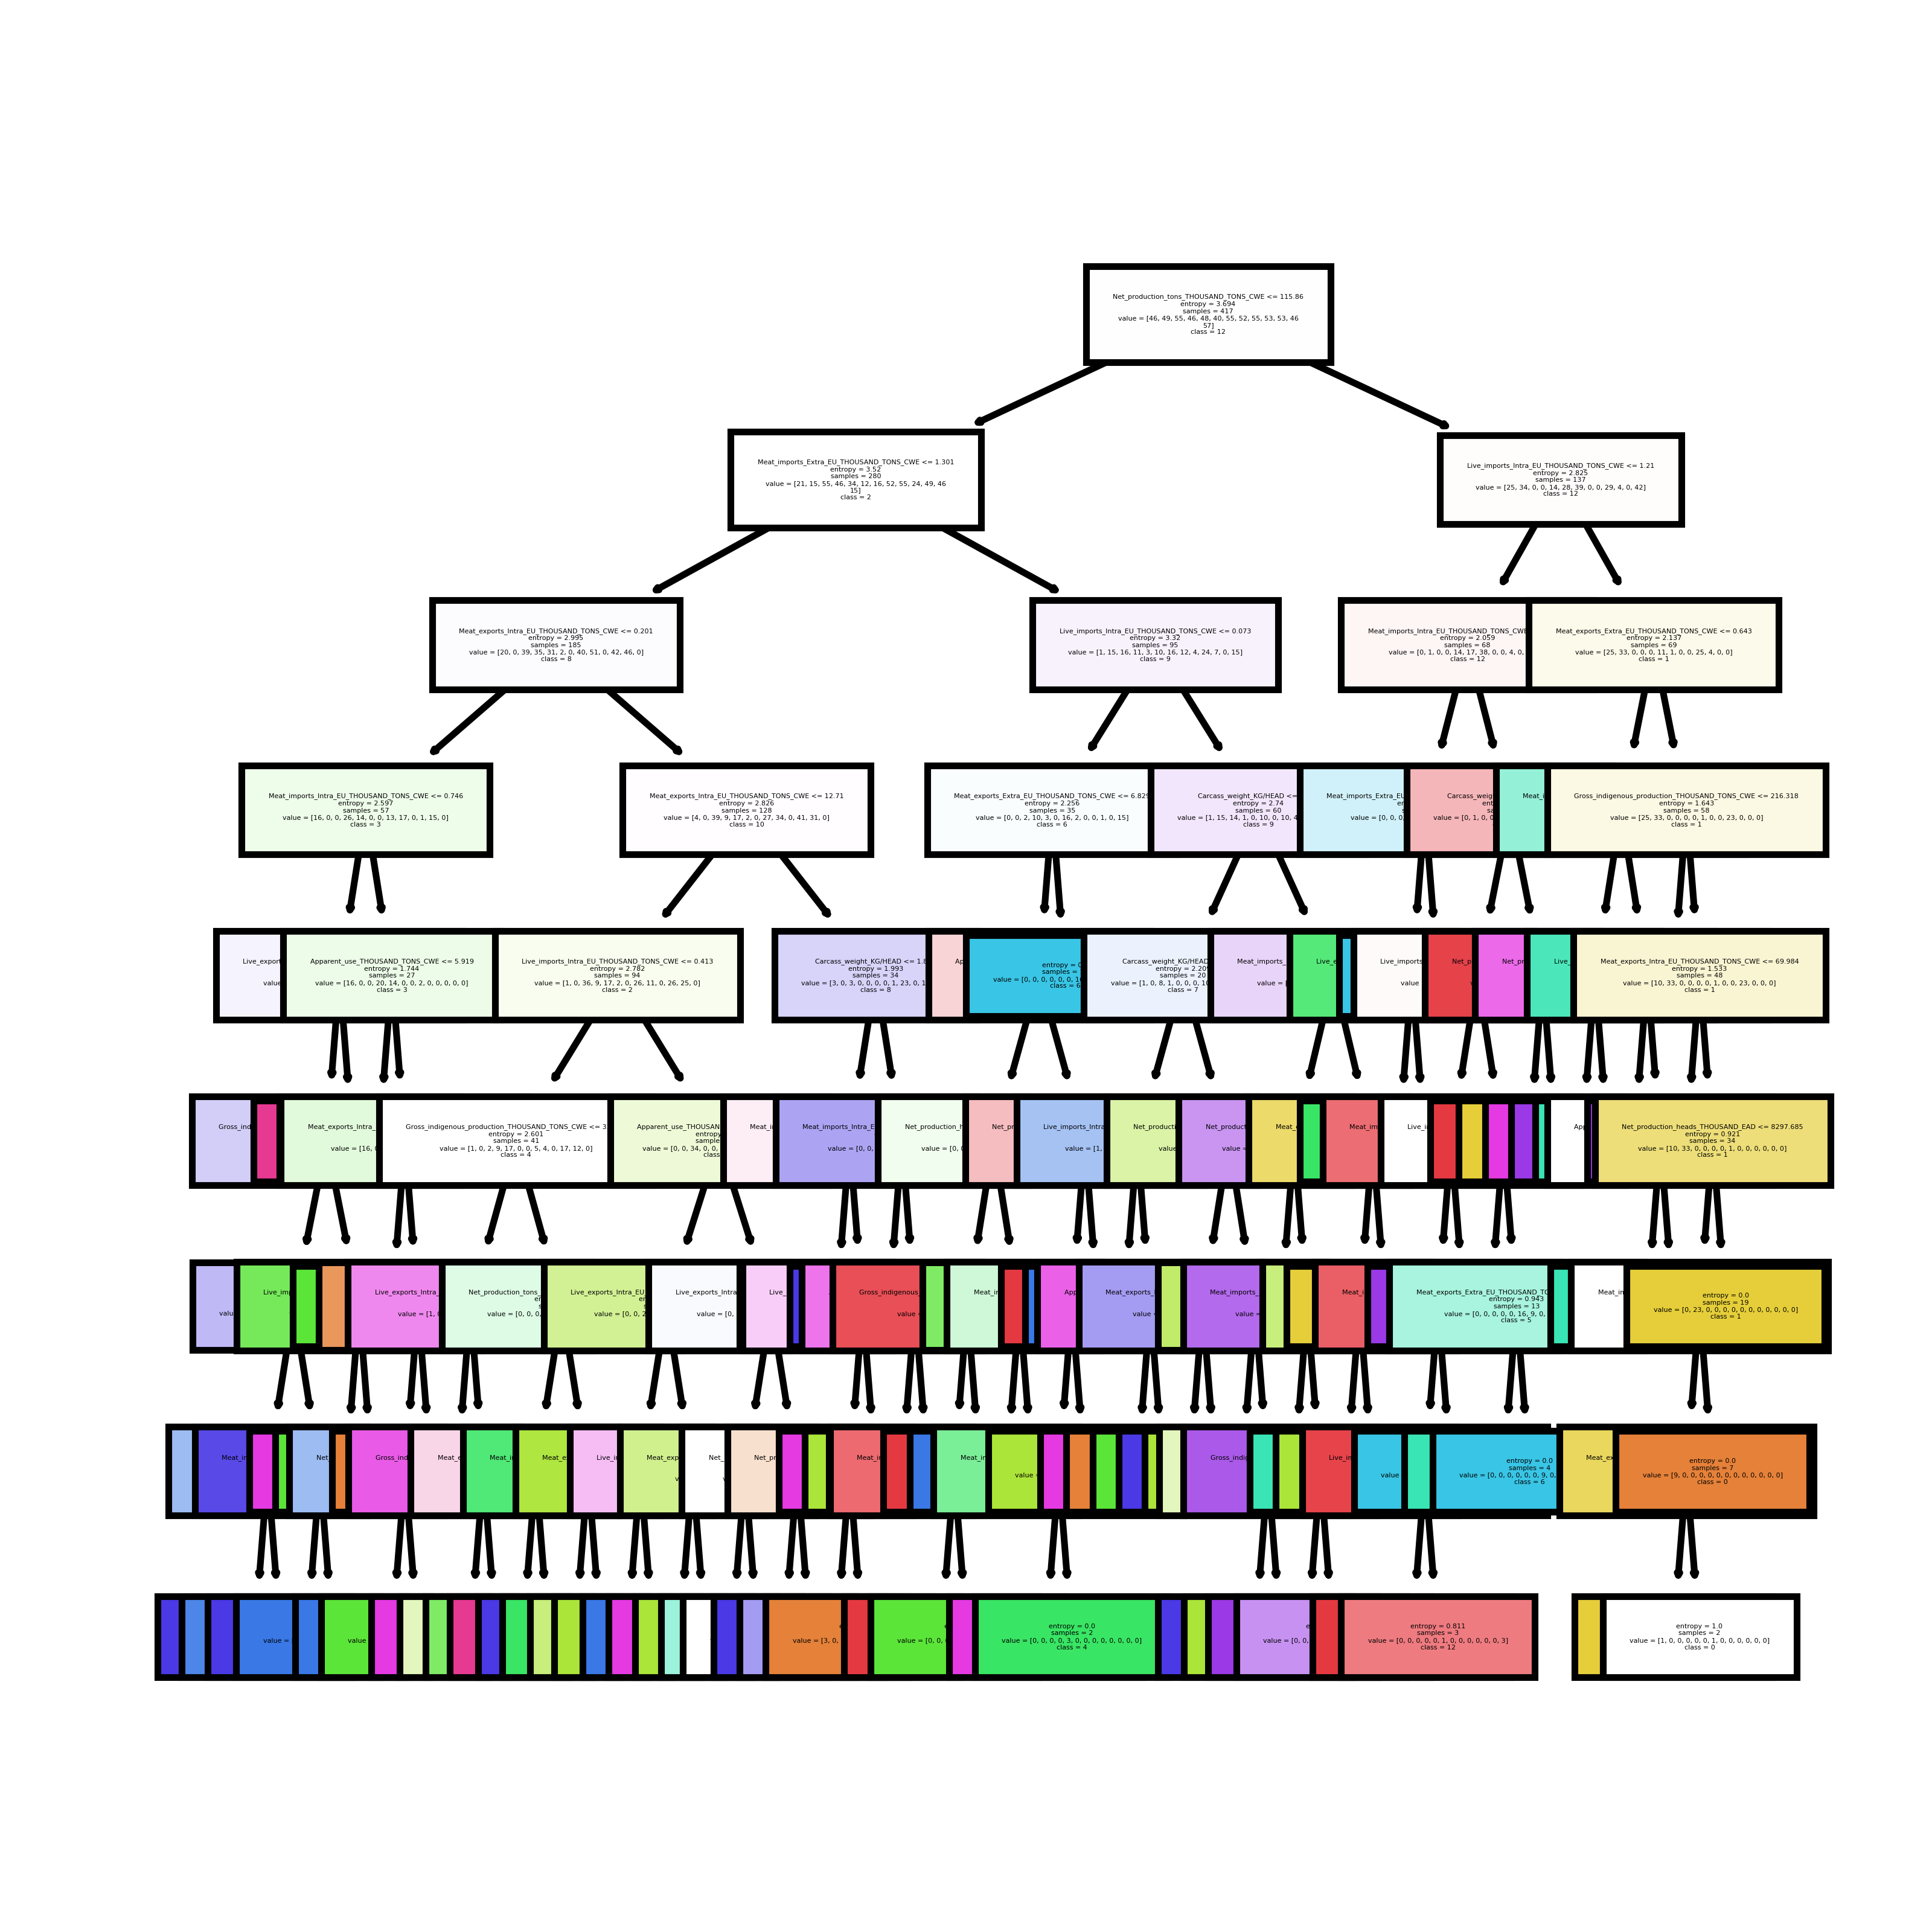 Net_production_tons_THOUSAND_TONS_CWE <= 115.86
entropy = 3.694
samples = 417
value = [46, 49, 55, 46, 48, 40, 55, 52, 55, 53, 53, 46
57]
class = 12
Meat_imports_Extra_EU_THOUSAND_TONS_CWE <= 1.301
entropy = 3.52
samples = 280
value = [21, 15, 55, 46, 34, 12, 16, 52, 55, 24, 49, 46
15]
class = 2
Live_imports_Intra_EU_THOUSAND_TONS_CWE <= 1.21
entropy = 2.825
samples = 137
value = [25, 34, 0, 0, 14, 28, 39, 0, 0, 29, 4, 0, 42]
class = 12
Meat_exports_Intra_EU_THOUSAND_TONS_CWE <= 0.201
entropy = 2.995
samples = 185
value = [20, 0, 39, 35, 31, 2, 0, 40, 51, 0, 42, 46, 0]
class = 8
Live_imports_Intra_EU_THOUSAND_TONS_CWE <= 0.073
entropy = 3.32
samples = 95
value = [1, 15, 16, 11, 3, 10, 16, 12, 4, 24, 7, 0, 15]
class = 9
Meat_imports_Intra_EU_THOUSAND_TONS_CWE
entropy = 2.059
samples = 68
value = [0, 1, 0, 0, 14, 17, 38, 0, 0, 4, 0,
class = 12
Meat_exports_Extra_EU_THOUSAND_TONS_CWE <= 0.643
entropy = 2.137
samples = 69
value = [25, 33, 0, 0, 0, 11, 1, 0, 0, 25, 4, 0, 0]
class = 1
Meat_imports_Intra_EU_THOUSAND_TONS_CWE <= 0.746
entropy = 2.597
samples = 57
value = [16, 0, 0, 26, 14, 0, 0, 13, 17, 0, 1, 15, 0]
class = 3
Meat_exports_Intra_EU_THOUSAND_TONS_CWE <= 12.71
entropy = 2.826
samples = 128
value = [4, 0, 39, 9, 17, 2, 0, 27, 34, 0, 41, 31, 0]
class = 10
Meat_exports_Extra_EU_THOUSAND_TONS_CWE <= 6.825
entropy = 2.256
samples = 35
value = [0, 0, 2, 10, 3, 0, 16, 2, 0, 0, 1, 0, 15]
class = 6
Carcass_weight_KG/HEAD <=
entropy = 2.74
samples = 60
value = [1, 15, 14, 1, 0, 10, 0, 10, 4
class = 9
Meat_imports_Extra_EU
value = [0, 0, 0,
Carcass_weig
value = [0, 1, 0, 0
Meat_i
Gross_indigenous_production_THOUSAND_TONS_CWE <= 216.318
entropy = 1.643
samples = 58
value = [25, 33, 0, 0, 0, 0, 1, 0, 0, 23, 0, 0, 0]
class = 1
Live_export
value
Apparent_use_THOUSAND_TONS_CWE <= 5.919
entropy = 1.744
samples = 27
value = [16, 0, 0, 20, 14, 0, 0, 2, 0, 0, 0, 0, 0]
class = 3
Live_imports_Intra_EU_THOUSAND_TONS_CWE <= 0.413
entropy = 2.782
samples = 94
value = [1, 0, 36, 9, 17, 2, 0, 26, 11, 0, 26, 25, 0]
class = 2
Carcass_weight_KG/HEAD <= 1.8
entropy = 1.993
samples = 34
value = [3, 0, 3, 0, 0, 0, 0, 1, 23, 0, 1
class = 8
Ap
entropy = 0
samples =
value = [0, 0, 0, 0, 0, 0, 1
class = 6
Carcass_weight_KG/HEAD
entropy = 2.205
samples = 20
value = [1, 0, 8, 1, 0, 0, 0, 10
class = 7
Meat_imports_
value = [
Live_e
Live_imports
value
Net_p
Net_pr
Live_
Meat_exports_Intra_EU_THOUSAND_TONS_CWE <= 69.984
entropy = 1.533
samples = 48
value = [10, 33, 0, 0, 0, 0, 1, 0, 0, 23, 0, 0, 0]
class = 1
Gross_ind
Meat_exports_Intra_
value = [16, 0
Gross_indigenous_production_THOUSAND_TONS_CWE <= 3
entropy = 2.601
samples = 41
value = [1, 0, 2, 9, 17, 0, 0, 5, 4, 0, 17, 12, 0]
class = 4
Apparent_use_THOUSAN
entropy
sample
value = [0, 0, 34, 0, 0,
class
Meat_i
Meat_imports_Intra_E
value = [0, 0,
Net_production_h
value = [0, 0
Net_pr
Live_imports_Intra
value = [1,
Net_producti
value
Net_product
value
Meat_
Meat_im
Live_i
Ap
Net_production_heads_THOUSAND_EAD <= 8297.685
entropy = 0.921
samples = 34
value = [10, 33, 0, 0, 0, 0, 1, 0, 0, 0, 0, 0, 0]
class = 1
valu
Live_imp
Live_exports_Intra_
value = [1, 0
Net_production_tons_
value = [0, 0, 0,
Live_exports_Intra_EU
value = [0, 0, 2
Live_exports_Intra
value = [0,
Live_
Gross_indigenous_
value =
Meat_in
App
Meat_exports_I
value =
Meat_imports_
value =
Meat_i
Meat_exports_Extra_EU_THOUSAND_TO
entropy = 0.943
samples = 13
value = [0, 0, 0, 0, 0, 16, 9, 0,
class = 5
Meat_in
entropy = 0.0
samples = 19
value = [0, 23, 0, 0, 0, 0, 0, 0, 0, 0, 0, 0, 0]
class = 1
Meat_i
Net_
Gross_ind
Meat_e
Meat_i
Meat_e
Live_i
Meat_exp
Net_
Net_pr
Meat_i
Meat_i
value =
Gross_indig
Live_in
value
entropy = 0.0
samples = 4
value = [0, 0, 0, 0, 0, 0, 9, 0,
class = 6
Meat_ex
entropy = 0.0
samples = 7
value = [9, 0, 0, 0, 0, 0, 0, 0, 0, 0, 0, 0, 0]
class = 0
value =
value
value = [3, 0,
value = [0, 0,
entropy = 0.0
samples = 2
value = [0, 0, 0, 0, 3, 0, 0, 0, 0, 0, 0, 0, 0]
class = 4
value = [0, 0,
entropy = 0.811
samples = 3
value = [0, 0, 0, 0, 0, 1, 0, 0, 0, 0, 0, 0, 3]
class = 12
entropy = 1.0
samples = 2
value = [1, 0, 0, 0, 0, 0, 1, 0, 0, 0, 0, 0, 0]
class = 0